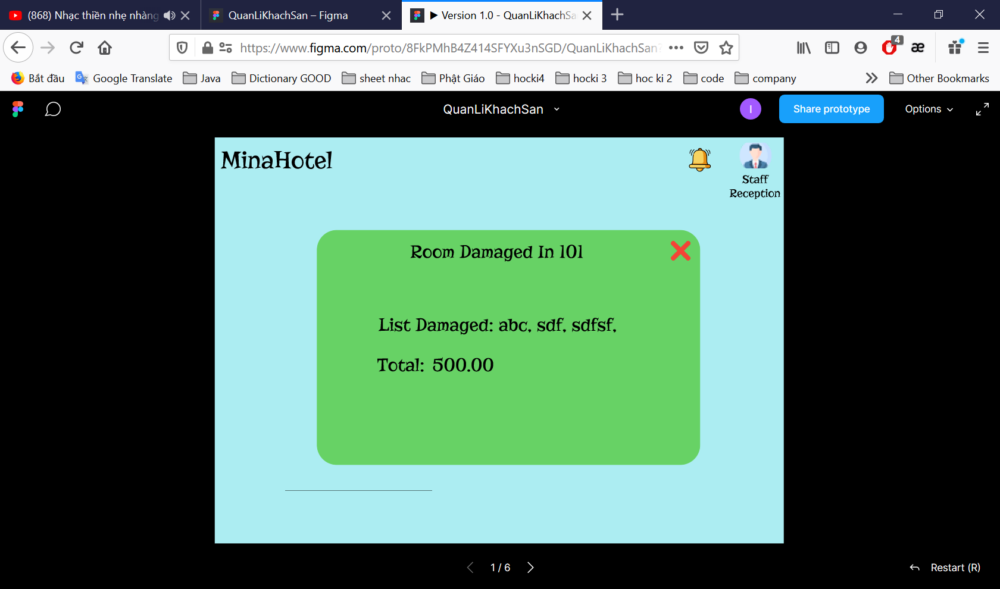 (868) Nhạc thiền nhẹ nhàng
QuanLiKhachSan – Figma
Version 1.0 - QuanLiKhachSa
https://www.figma.com/proto/8FkPMhB4Z414SFYXu3nSGD/QuanLiKhachSan?
4
æ
Bắt đầu
Google Translate
Java
Dictionary GOOD
sheet nhac
Phật Giáo
hocki4
hocki 3
hoc ki 2
code
company
Other Bookmarks
QuanLiKhachSan
I
Share prototype
Options
MinaHotel
Staff
Reception
Room Damaged In 101
List Damaged: abc, sdf, sdfsf,
Total: 500.00
1 / 6
Restart (R)